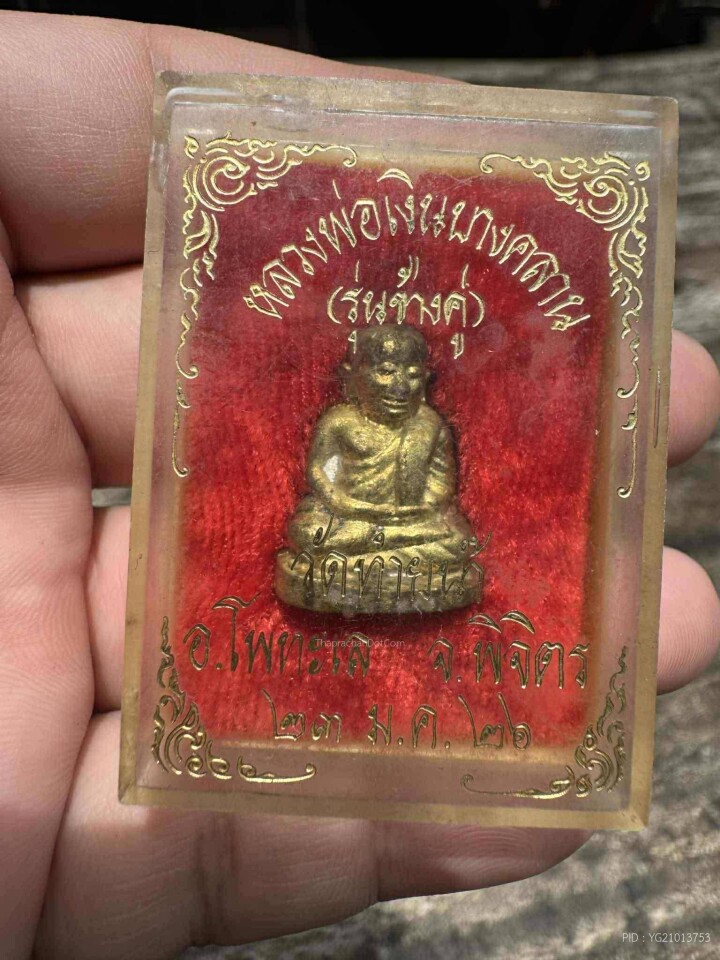 หลวงพ่อเงินบางคลาน
(รุ่นช้างคู่)
วัดท้ายน้ำ
อ.โพทะเล จ.พิจิตร
ThaprachanDotCom
๒๓ ม.ค. ๒๖
PID : YG21013753